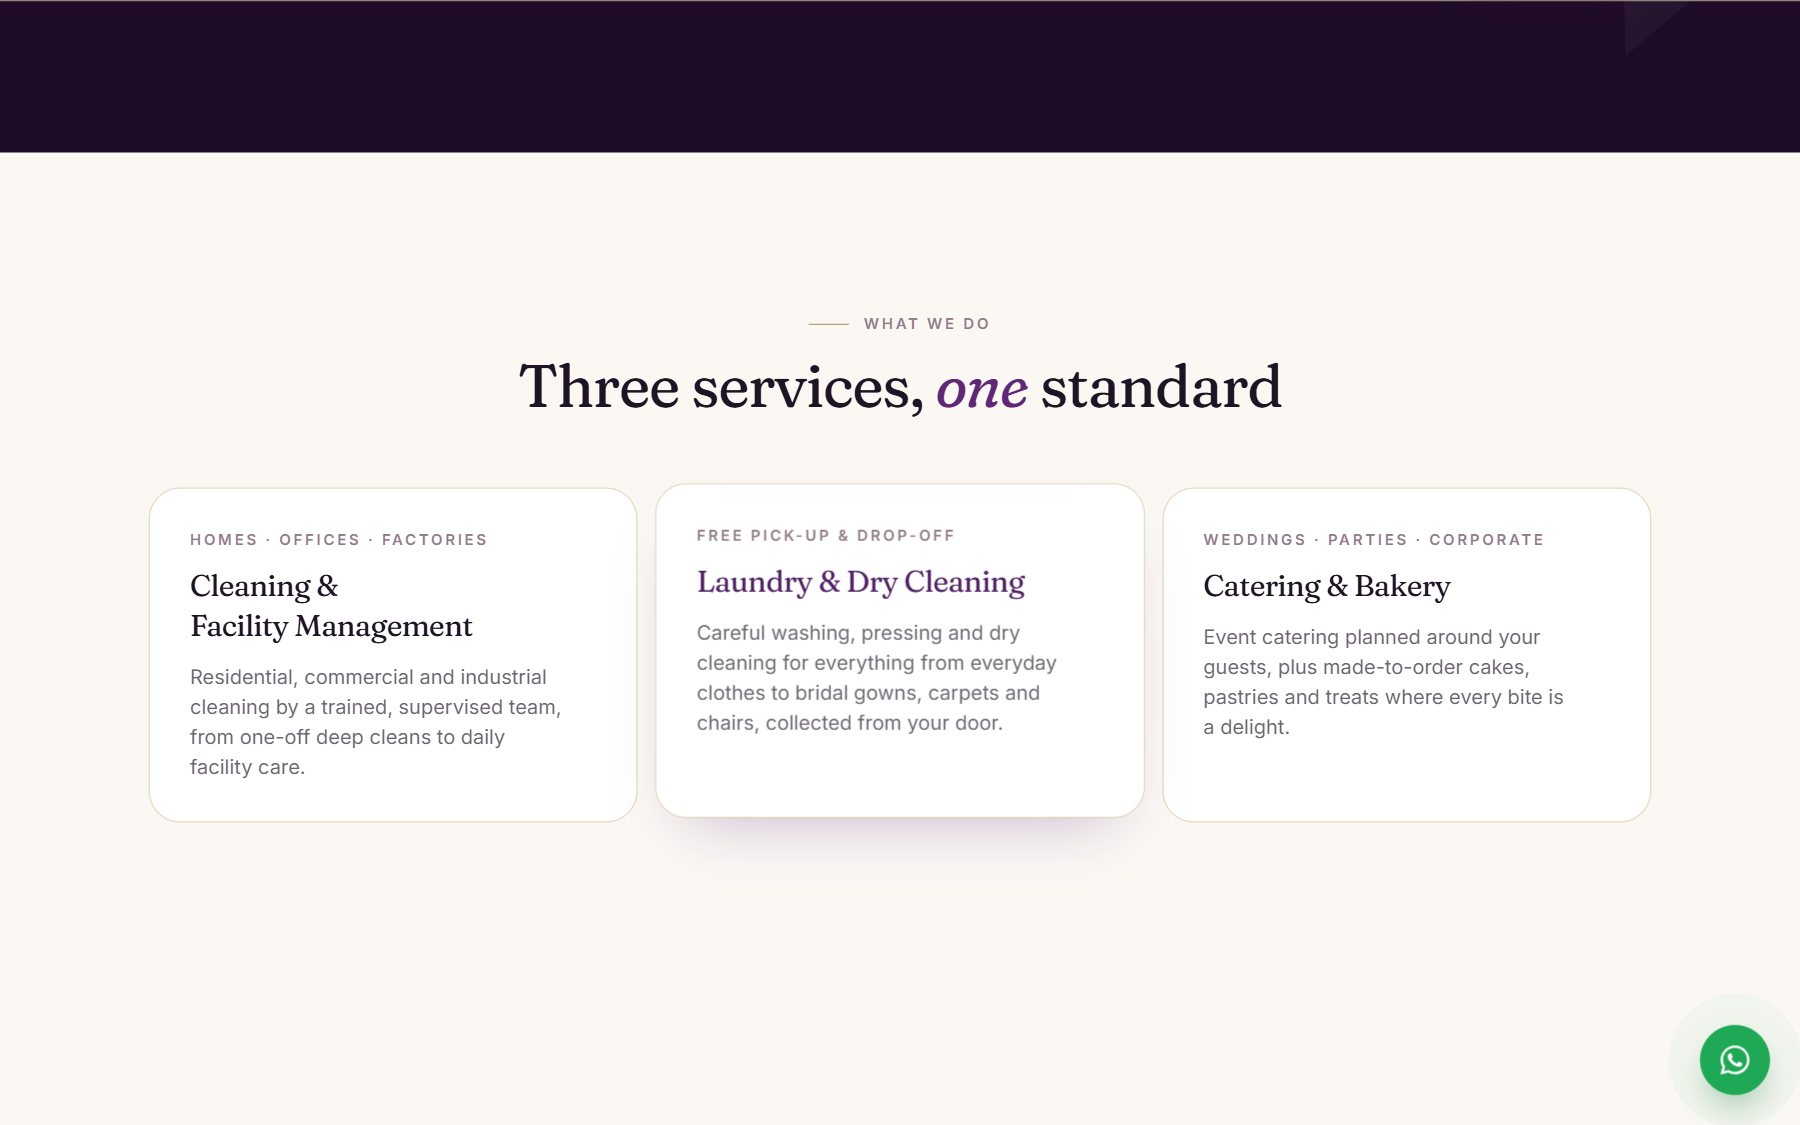 WHAT WE DO
Three services, one standard
HOMES · OFFICES · FACTORIES
Cleaning &
Facility Management
Residential, commercial and industrial
cleaning by a trained, supervised team,
from one-off deep cleans to daily
facility care.
FREE PICK-UP & DROP-OFF
Laundry & Dry Cleaning
Careful washing, pressing and dry
cleaning for everything from everyday
clothes to bridal gowns, carpets and
chairs, collected from your door.
WEDDINGS · PARTIES · CORPORATE
Catering & Bakery
Event catering planned around your
guests, plus made-to-order cakes,
pastries and treats where every bite is
a delight.